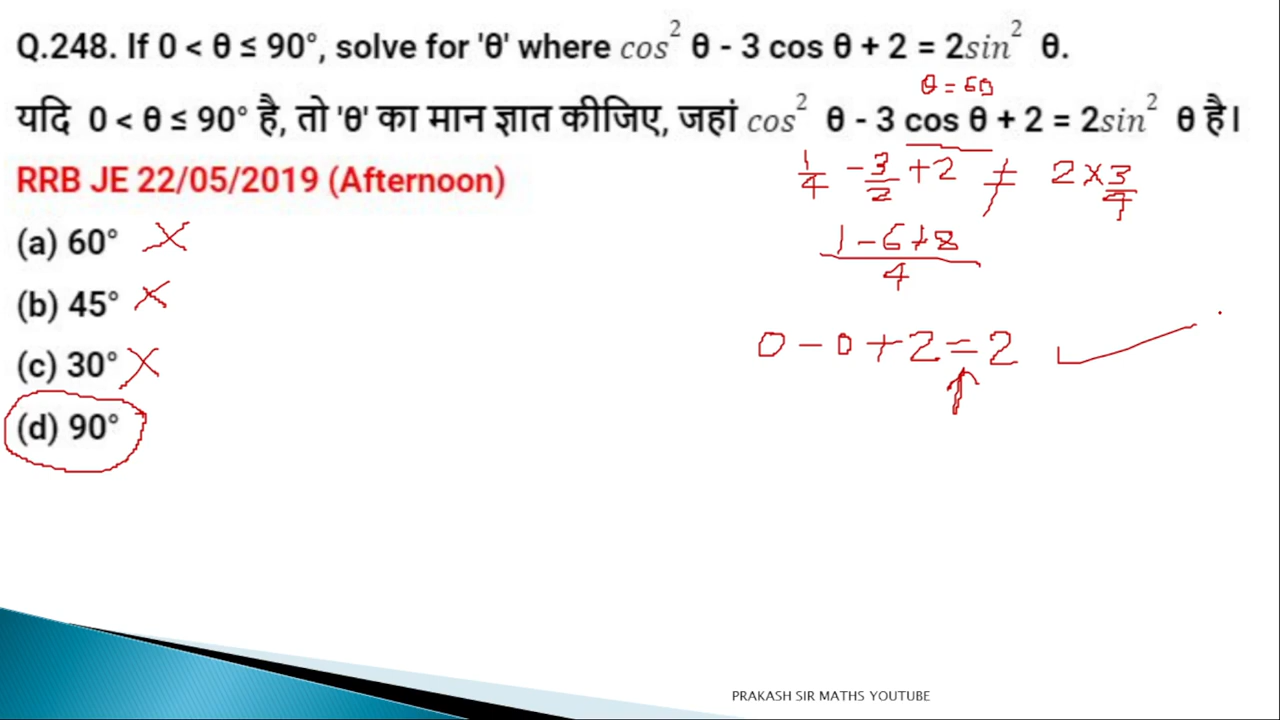 Q.248. If 0 < θ ≤ 90°, solve for 'θ' where cos² θ - 3 cos θ + 2 = 2sin² θ.
θ = 60
यदि 0 < θ ≤ 90° है, तो 'θ' का मान ज्ञात कीजिए, जहां cos² θ - 3 cos θ + 2 = 2sin² θ है।
1/4 - 3/2 + 2 ≠ 2 × 3/4
RRB JE 22/05/2019 (Afternoon)
(a) 60°
1 - 6 + 8 / 4
(b) 45°
0 - 0 + 2 = 2
(c) 30°
(d) 90°
PRAKASH SIR MATHS YOUTUBE